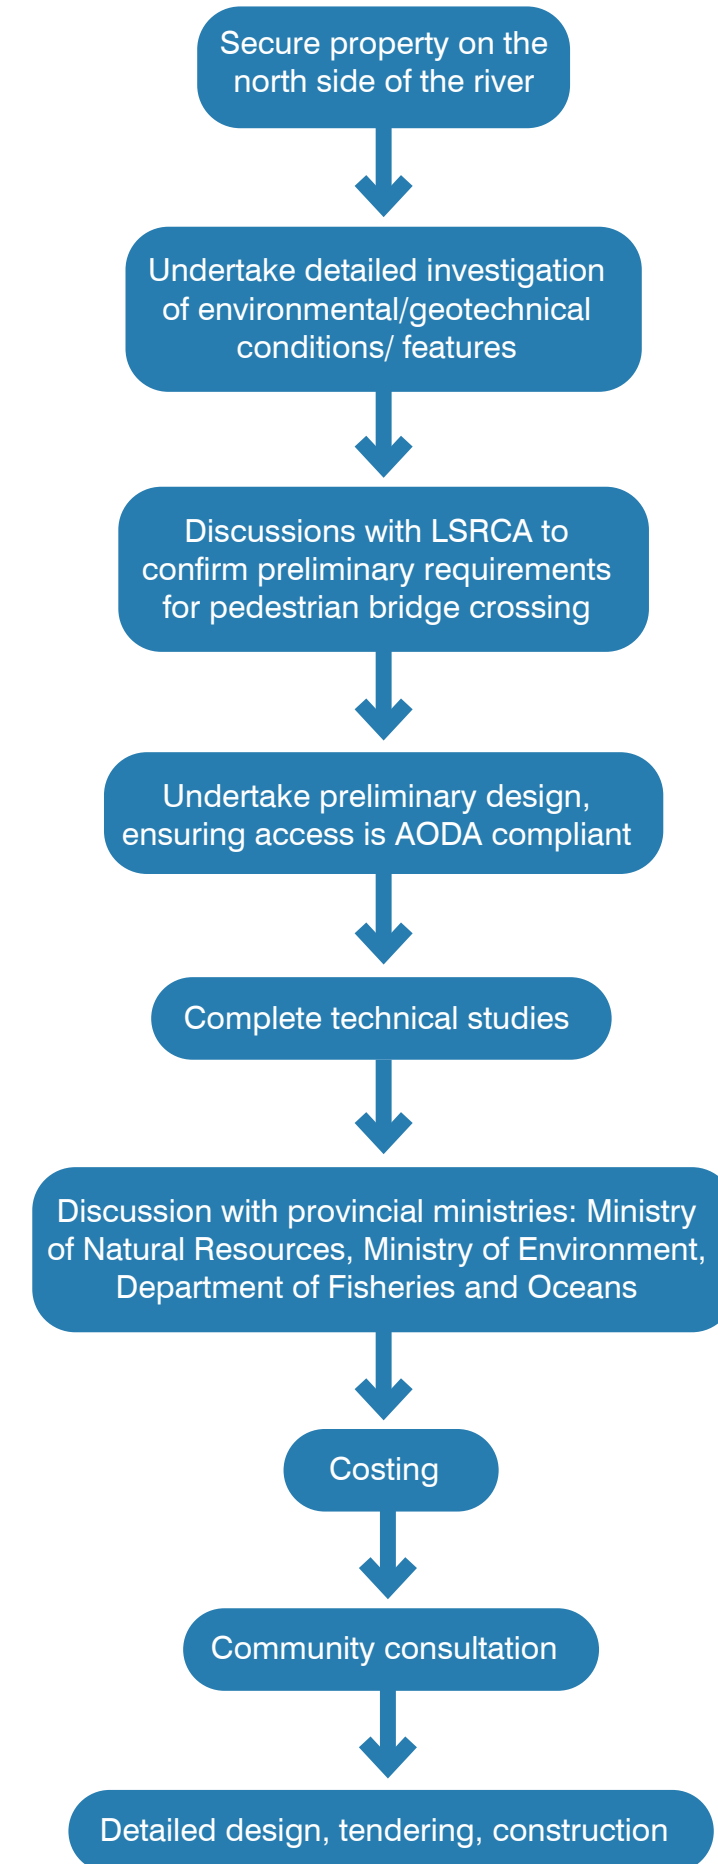 Secure property on the
north side of the river
Undertake detailed investigation
of environmental/geotechnical
conditions/ features
Discussions with LSRCA to
confirm preliminary requirements
for pedestrian bridge crossing
Undertake preliminary design,
ensuring access is AODA compliant
Complete technical studies
Discussion with provincial ministries: Ministry
of Natural Resources, Ministry of Environment,
Department of Fisheries and Oceans
Costing
Community consultation
Detailed design, tendering, construction